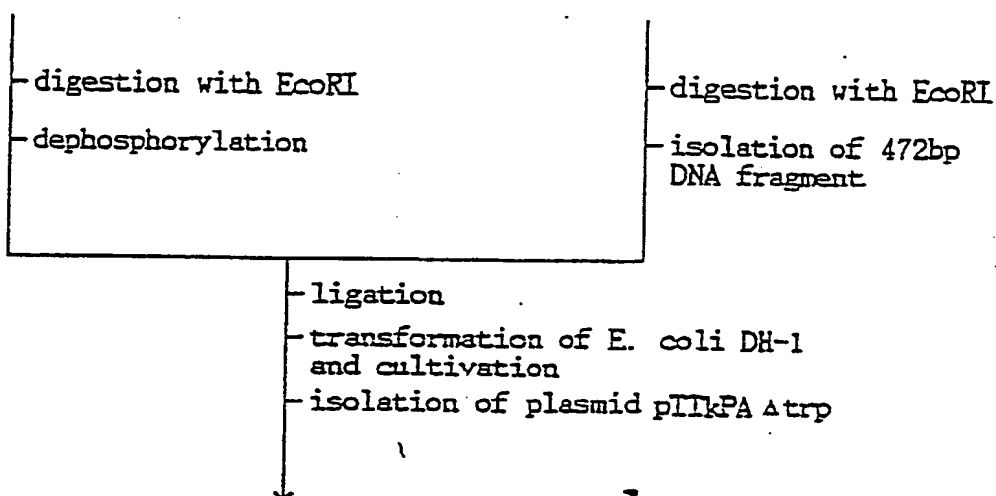 digestion with EcoRI
dephosphorylation
digestion with EcoRI
isolation of 472bp
DNA fragment
ligation
transformation of E. coli DH-1
and cultivation
isolation of plasmid pTTkPA Δtrp